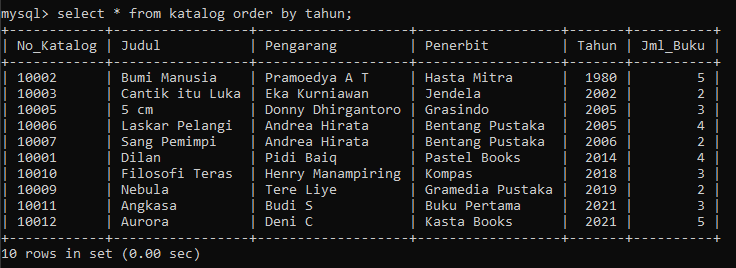 mysql> select * from katalog order by tahun;
+------------+-----------------+-------------------+------------------+-------+----------+
| No_Katalog | Judul           | Pengarang         | Penerbit         | Tahun | Jml_Buku |
+------------+-----------------+-------------------+------------------+-------+----------+
| 10002      | Bumi Manusia    | Pramoedya A T     | Hasta Mitra      |  1980 |        5 |
| 10003      | Cantik itu Luka | Eka Kurniawan     | Jendela          |  2002 |        2 |
| 10005      | 5 cm            | Donny Dhirgantoro | Grasindo         |  2005 |        3 |
| 10006      | Laskar Pelangi  | Andrea Hirata     | Bentang Pustaka  |  2005 |        4 |
| 10007      | Sang Pemimpi    | Andrea Hirata     | Bentang Pustaka  |  2006 |        2 |
| 10001      | Dilan           | Pidi Baiq         | Pastel Books     |  2014 |        4 |
| 10010      | Filosofi Teras  | Henry Manampiring | Kompas           |  2018 |        3 |
| 10009      | Nebula          | Tere Liye         | Gramedia Pustaka |  2019 |        2 |
| 10011      | Angkasa         | Budi S            | Buku Pertama     |  2021 |        3 |
| 10012      | Aurora          | Deni C            | Kasta Books      |  2021 |        5 |
+------------+-----------------+-------------------+------------------+-------+----------+
10 rows in set (0.00 sec)